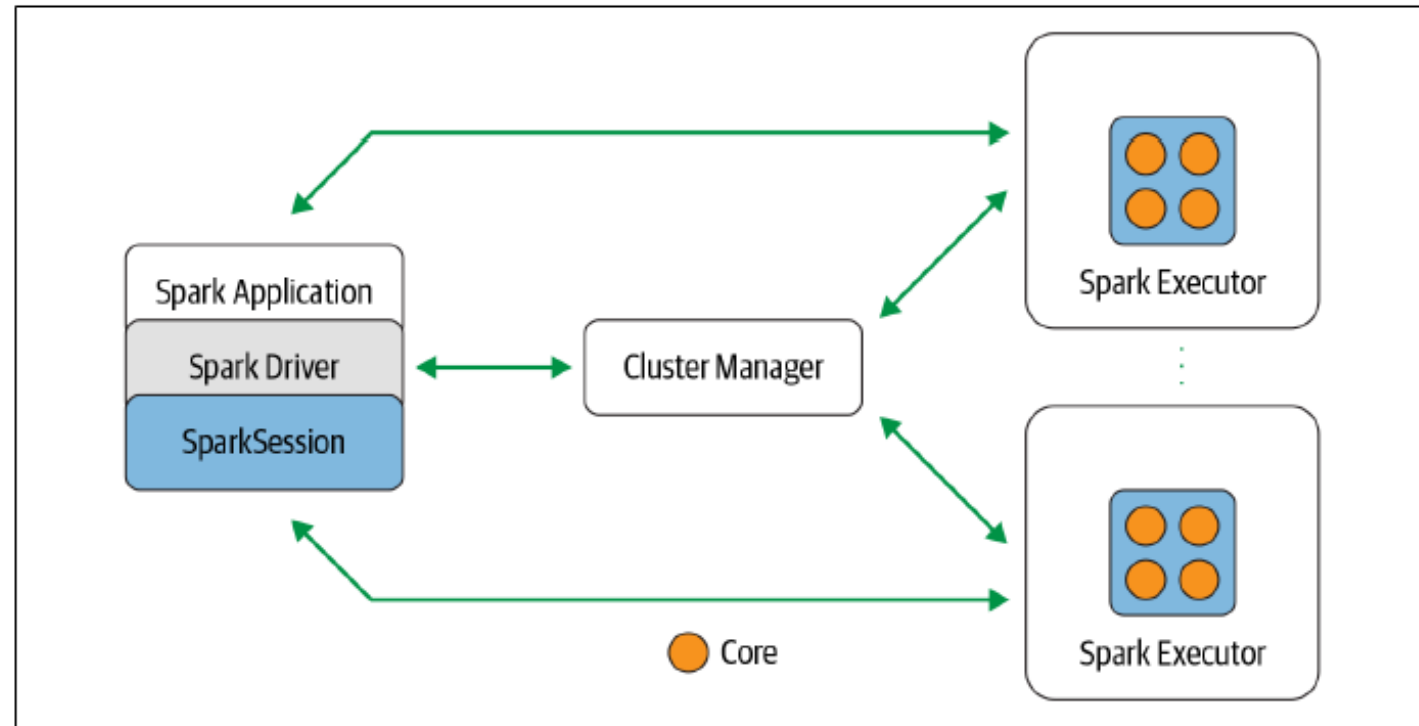 Spark Application
Spark Driver
SparkSession
Cluster Manager
Spark Executor
Spark Executor
Core